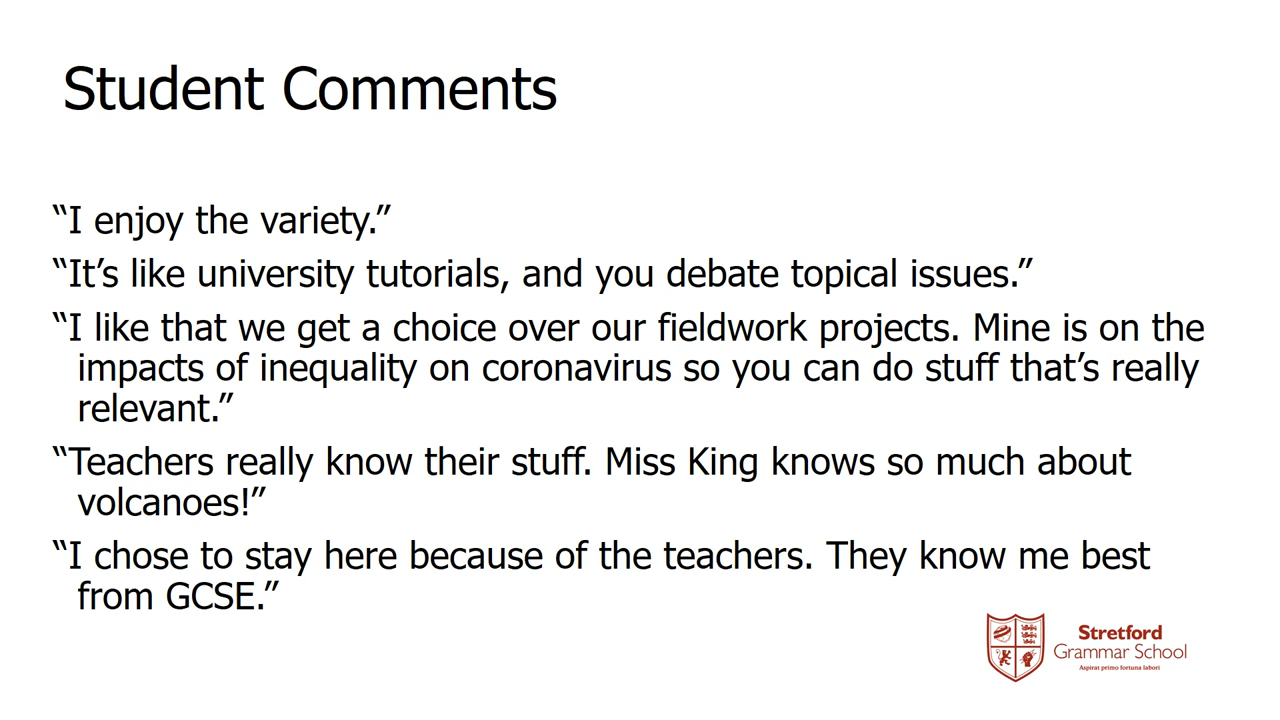 Student Comments
“I enjoy the variety.”
“It’s like university tutorials, and you debate topical issues.”
“I like that we get a choice over our fieldwork projects. Mine is on the
impacts of inequality on coronavirus so you can do stuff that’s really
relevant.”
“Teachers really know their stuff. Miss King knows so much about
volcanoes!”
“I chose to stay here because of the teachers. They know me best
from GCSE.”
Stretford
Grammar School
Aspirat primo fortuna labori